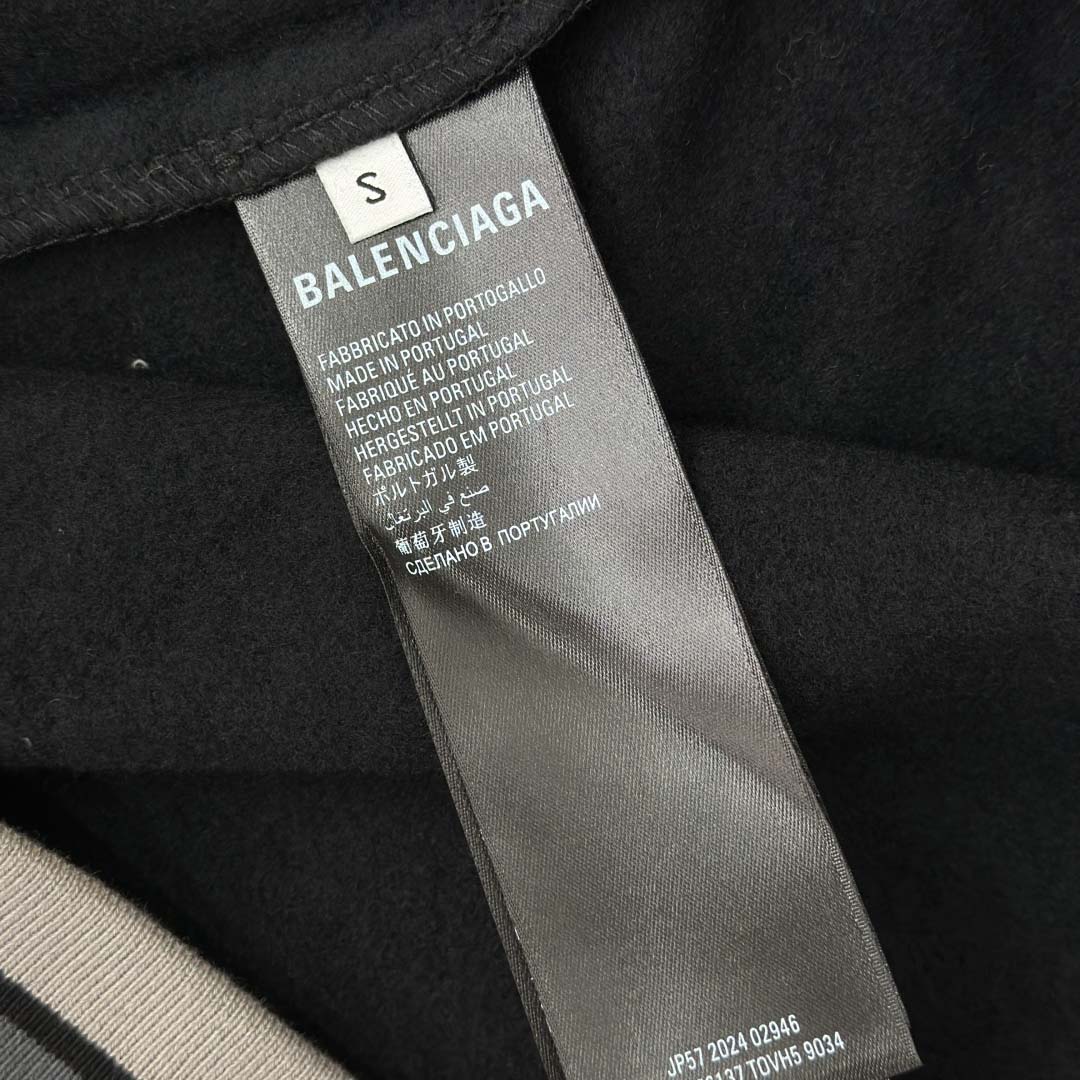 S
BALENCIAGA
FABBRICATO IN PORTOGALLO
MADE IN PORTUGAL
FABRIQUÉ AU PORTUGAL
HECHO EN PORTUGAL
HERGESTELLT IN PORTUGAL
FABRICADO EM PORTUGAL
ポルトガル製
صنع في البرتغال
葡萄牙制造
СДЕЛАНО В ПОРТУГАЛИИ
JP57 2024 02946
TOVH5 9034